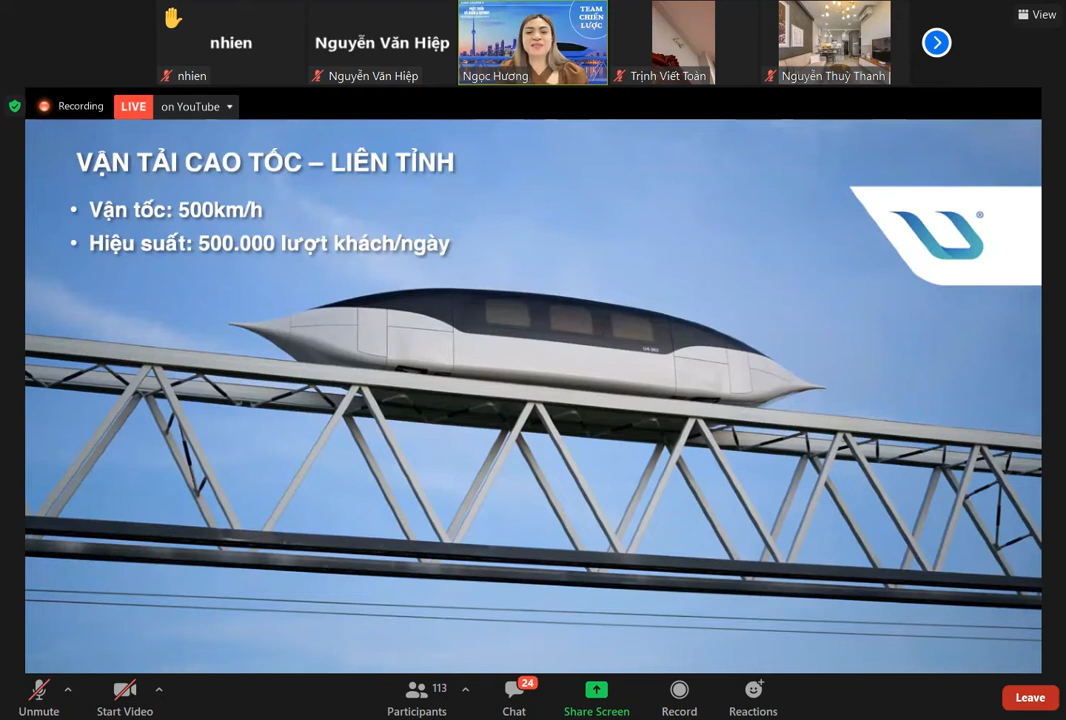 View
nhien
Nguyễn Văn Hiệp
TEAM
CHIẾN
LƯỢC
nhien
Nguyễn Văn Hiệp
Ngọc Hương
Trịnh Viết Toàn
Nguyễn Thuỳ Thanh
Recording
LIVE
on YouTube
VẬN TẢI CAO TỐC – LIÊN TỈNH
• Vận tốc: 500km/h
• Hiệu suất: 500.000 lượt khách/ngày
®
Unmute
Start Video
113
Participants
24
Chat
Share Screen
Record
Reactions
Leave